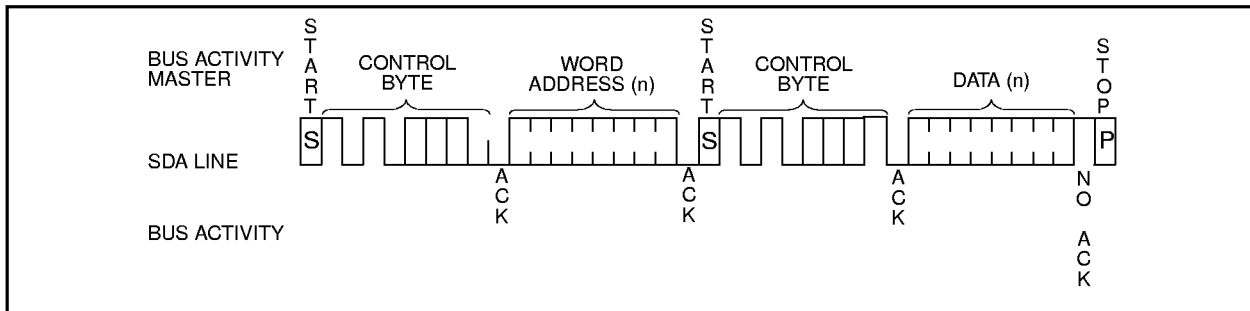 BUS ACTIVITY
MASTER
START
CONTROL
BYTE
WORD
ADDRESS (n)
START
CONTROL
BYTE
DATA (n)
STOP
SDA LINE
S
S
P
ACK
ACK
ACK
NO ACK
BUS ACTIVITY